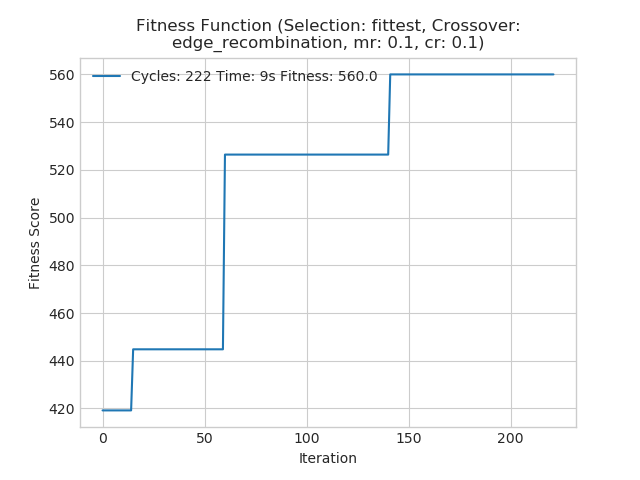 Fitness Function (Selection: fittest, Crossover:
edge_recombination, mr: 0.1, cr: 0.1)
Cycles: 222 Time: 9s Fitness: 560.0
560
540
520
500
480
460
440
420
Fitness Score
0 50 100 150 200
Iteration